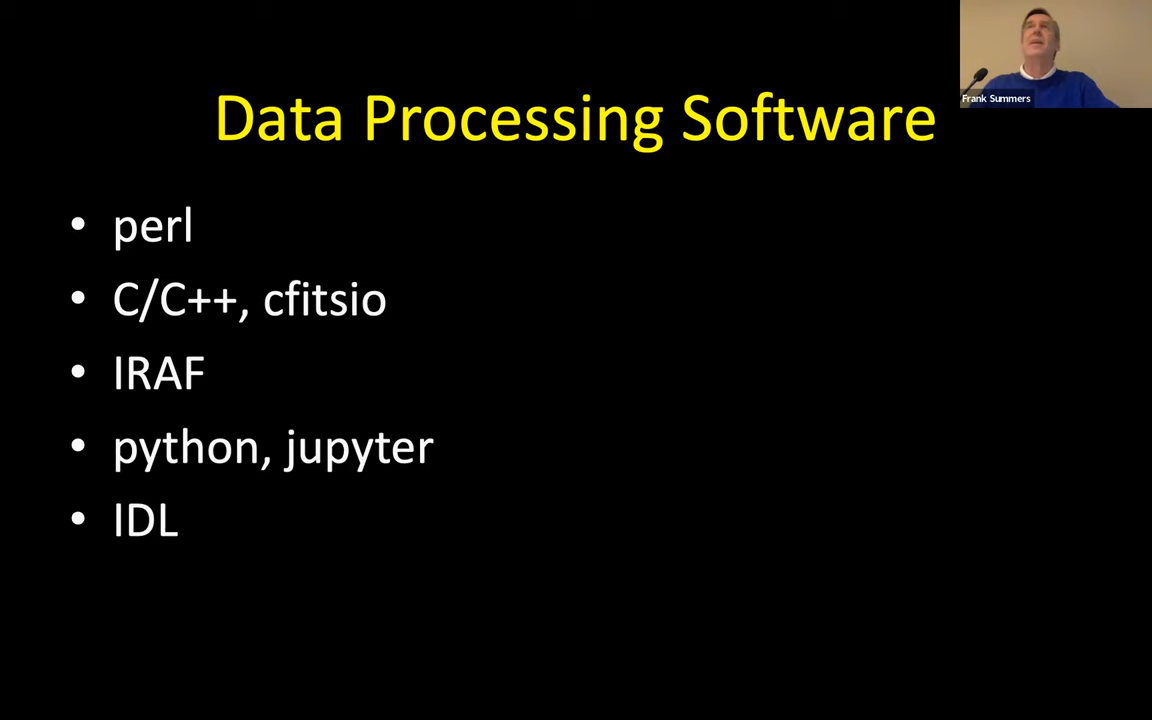 Frank Summers
Data Processing Software
• perl
• C/C++, cfitsio
• IRAF
• python, jupyter
• IDL